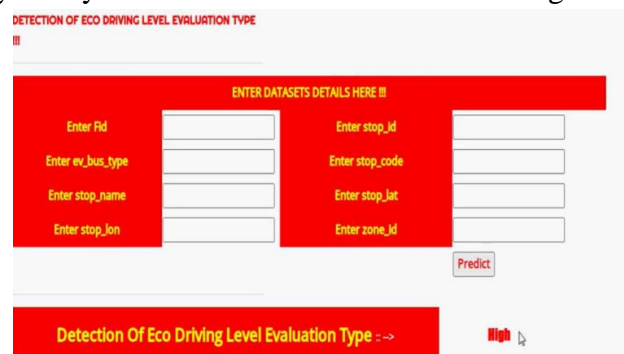 DETECTION OF ECO DRIVING LEVEL EVALUATION TYPE
!!!
ENTER DATASETS DETAILS HERE !!!
Enter Fid Enter stop_id
Enter ev_bus_type Enter stop_code
Enter stop_name Enter stop_lat
Enter stop_lon Enter zone_id
Predict
Detection Of Eco Driving Level Evaluation Type :: --> High